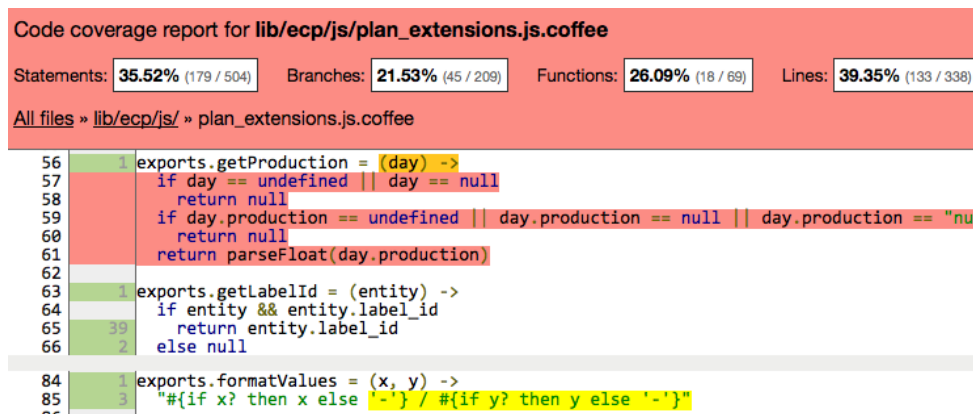 Code coverage report for lib/ecp/js/plan_extensions.js.coffee
Statements: 35.52% (179 / 504) Branches: 21.53% (45 / 209) Functions: 26.09% (18 / 69) Lines: 39.35% (133 / 338)
All files » lib/ecp/js/ » plan_extensions.js.coffee
56 1 exports.getProduction = (day) ->
57 if day == undefined || day == null
58 return null
59 if day.production == undefined || day.production == null || day.production == "nu
60 return null
61 return parseFloat(day.production)
62
63 1 exports.getLabelId = (entity) ->
64 if entity && entity.label_id
65 39 return entity.label_id
66 2 else null
84 1 exports.formatValues = (x, y) ->
85 3 "#{if x? then x else '-'} / #{if y? then y else '-'}"